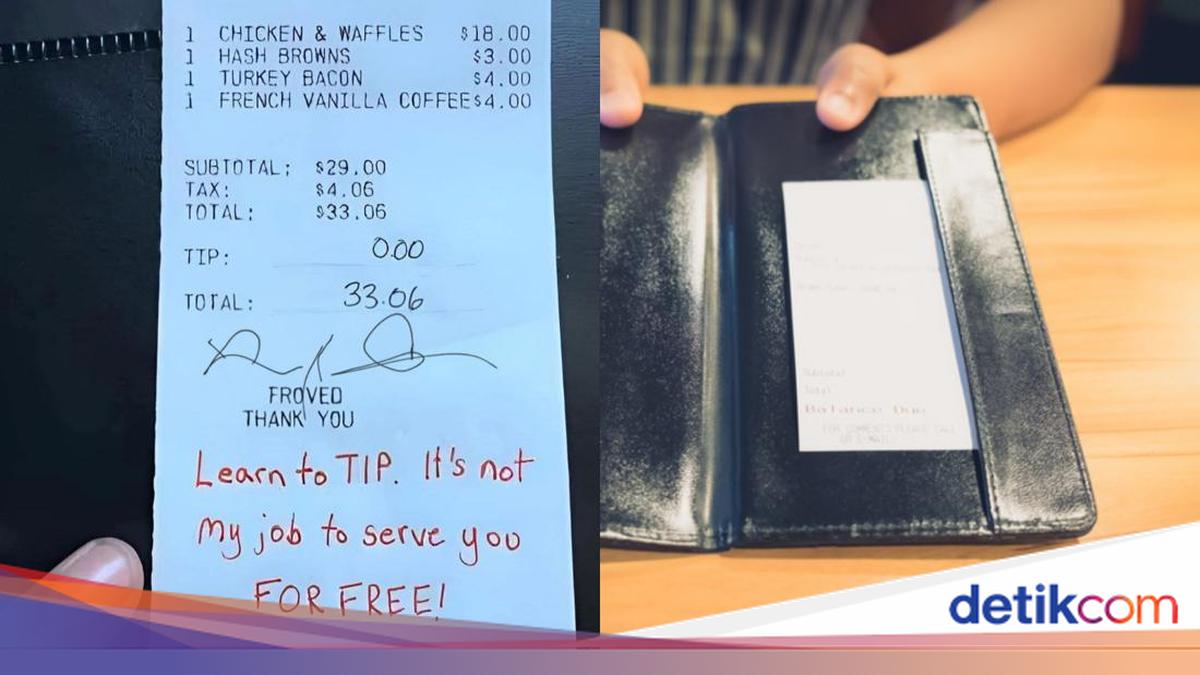 1 CHICKEN & WAFFLES $18.00
1 HASH BROWNS $3.00
1 TURKEY BACON $4.00
1 FRENCH VANILLA COFFEE$4.00
SUBTOTAL: $29.00
TAX: $4.06
TOTAL: $33.06
TIP: 0.00
TOTAL: 33.06
FROVED
THANK YOU
Learn to TIP. It's not
my job to serve you
FOR FREE!
Subtotal
Total
Balance Due
detikcom